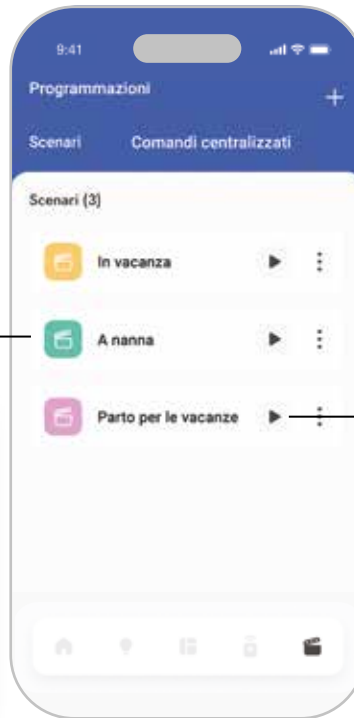 9:41
Programmazioni
Scenari Comandi centralizzati
Scenari (3)
In vacanza
A nanna
Parto per le vacanze